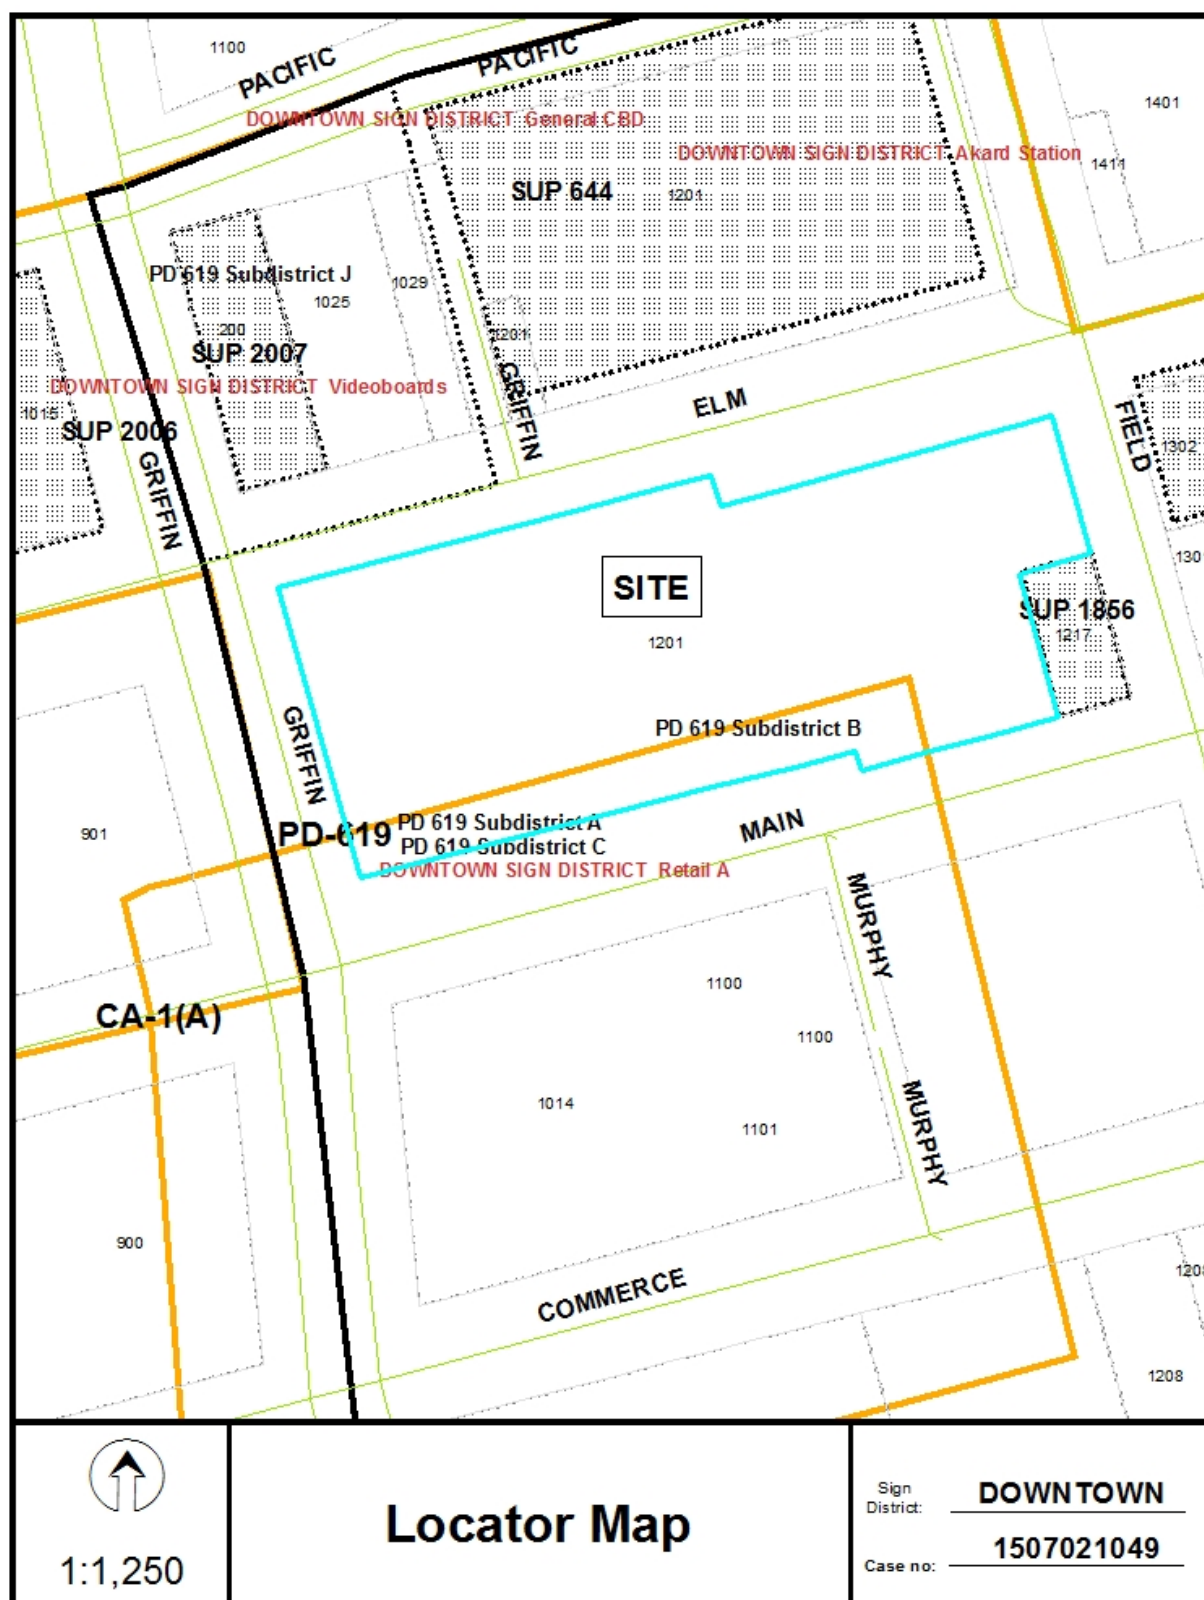 1100
PACIFIC
PACIFIC
1401
DOWNTOWN SIGN DISTRICT General CBD
DOWNTOWN SIGN DISTRICT Akard Station
1411
SUP 644
1201
PD 619 Subdistrict J
1029
1025
200
1201
SUP 2007
GRIFFIN
DOWNTOWN SIGN DISTRICT Videoboards
ELM
1015
SUP 2006
FIELD
1302
GRIFFIN
130
SITE
SUP 1856
1217
1201
GRIFFIN
PD 619 Subdistrict B
901
PD-619
PD 619 Subdistrict A
MAIN
PD 619 Subdistrict C
DOWNTOWN SIGN DISTRICT Retail A
MURPHY
1100
CA-1(A)
1100
1014
1101
MURPHY
900
COMMERCE
1208
1208
1:1,250
Locator Map
Sign District: DOWNTOWN
Case no: 1507021049